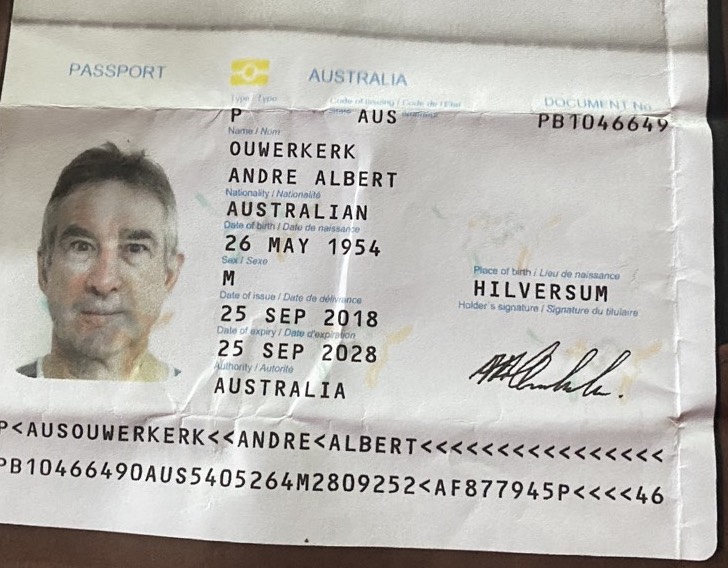 PASSPORT
AUSTRALIA
Type / Type
Code of Issuing / Code de l'Etat
DOCUMENT No.
P
AUS
PB1046649
Name / Nom
OUWERKERK
ANDRE ALBERT
Nationality / Nationalité
AUSTRALIAN
Date of birth / Date de naissance
26 MAY 1954
Sex / Sexe
M
Place of birth / Lieu de naissance
HILVERSUM
Date of issue / Date de délivrance
25 SEP 2018
Holder's signature / Signature du titulaire
Date of expiry / Date d'expiration
25 SEP 2028
Authority / Autorité
AUSTRALIA
P<AUSOUWERKERK<<ANDRE<ALBERT<<<<<<<<<<<<<<<<
PB10466490AUS5405264M2809252<AF877945P<<<<46